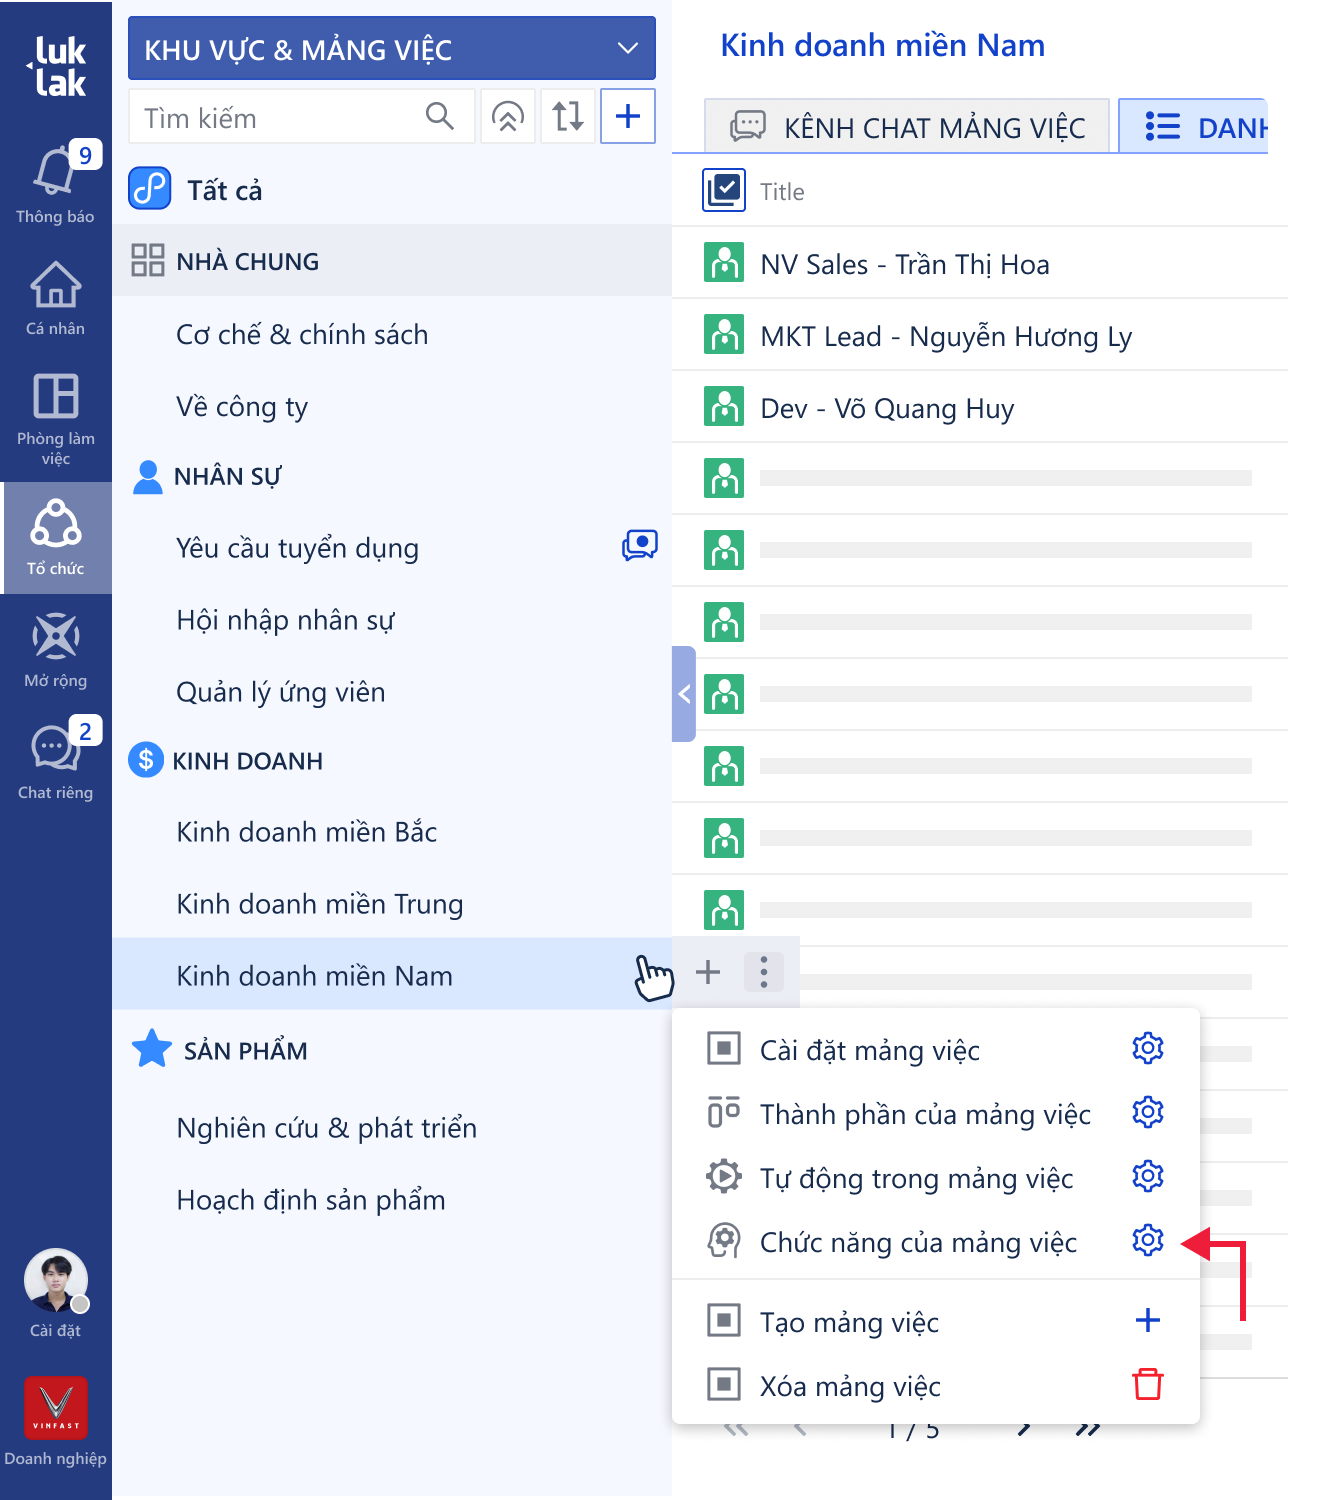 luk
lak
9
Thông báo
Cá nhân
Phòng làm
việc
Tổ chức
Mở rộng
2
Chat riêng
Cài đặt
VINFAST
Doanh nghiệp
KHU VỰC & MẢNG VIỆC
Tìm kiếm
Tất cả
NHÀ CHUNG
Cơ chế & chính sách
Về công ty
NHÂN SỰ
Yêu cầu tuyển dụng
Hội nhập nhân sự
Quản lý ứng viên
KINH DOANH
Kinh doanh miền Bắc
Kinh doanh miền Trung
Kinh doanh miền Nam
SẢN PHẨM
Nghiên cứu & phát triển
Hoạch định sản phẩm
Kinh doanh miền Nam
KÊNH CHAT MẢNG VIỆC
DANH
Title
NV Sales - Trần Thị Hoa
MKT Lead - Nguyễn Hương Ly
Dev - Võ Quang Huy
Cài đặt mảng việc
Thành phần của mảng việc
Tự động trong mảng việc
Chức năng của mảng việc
Tạo mảng việc
Xóa mảng việc
1 / 5